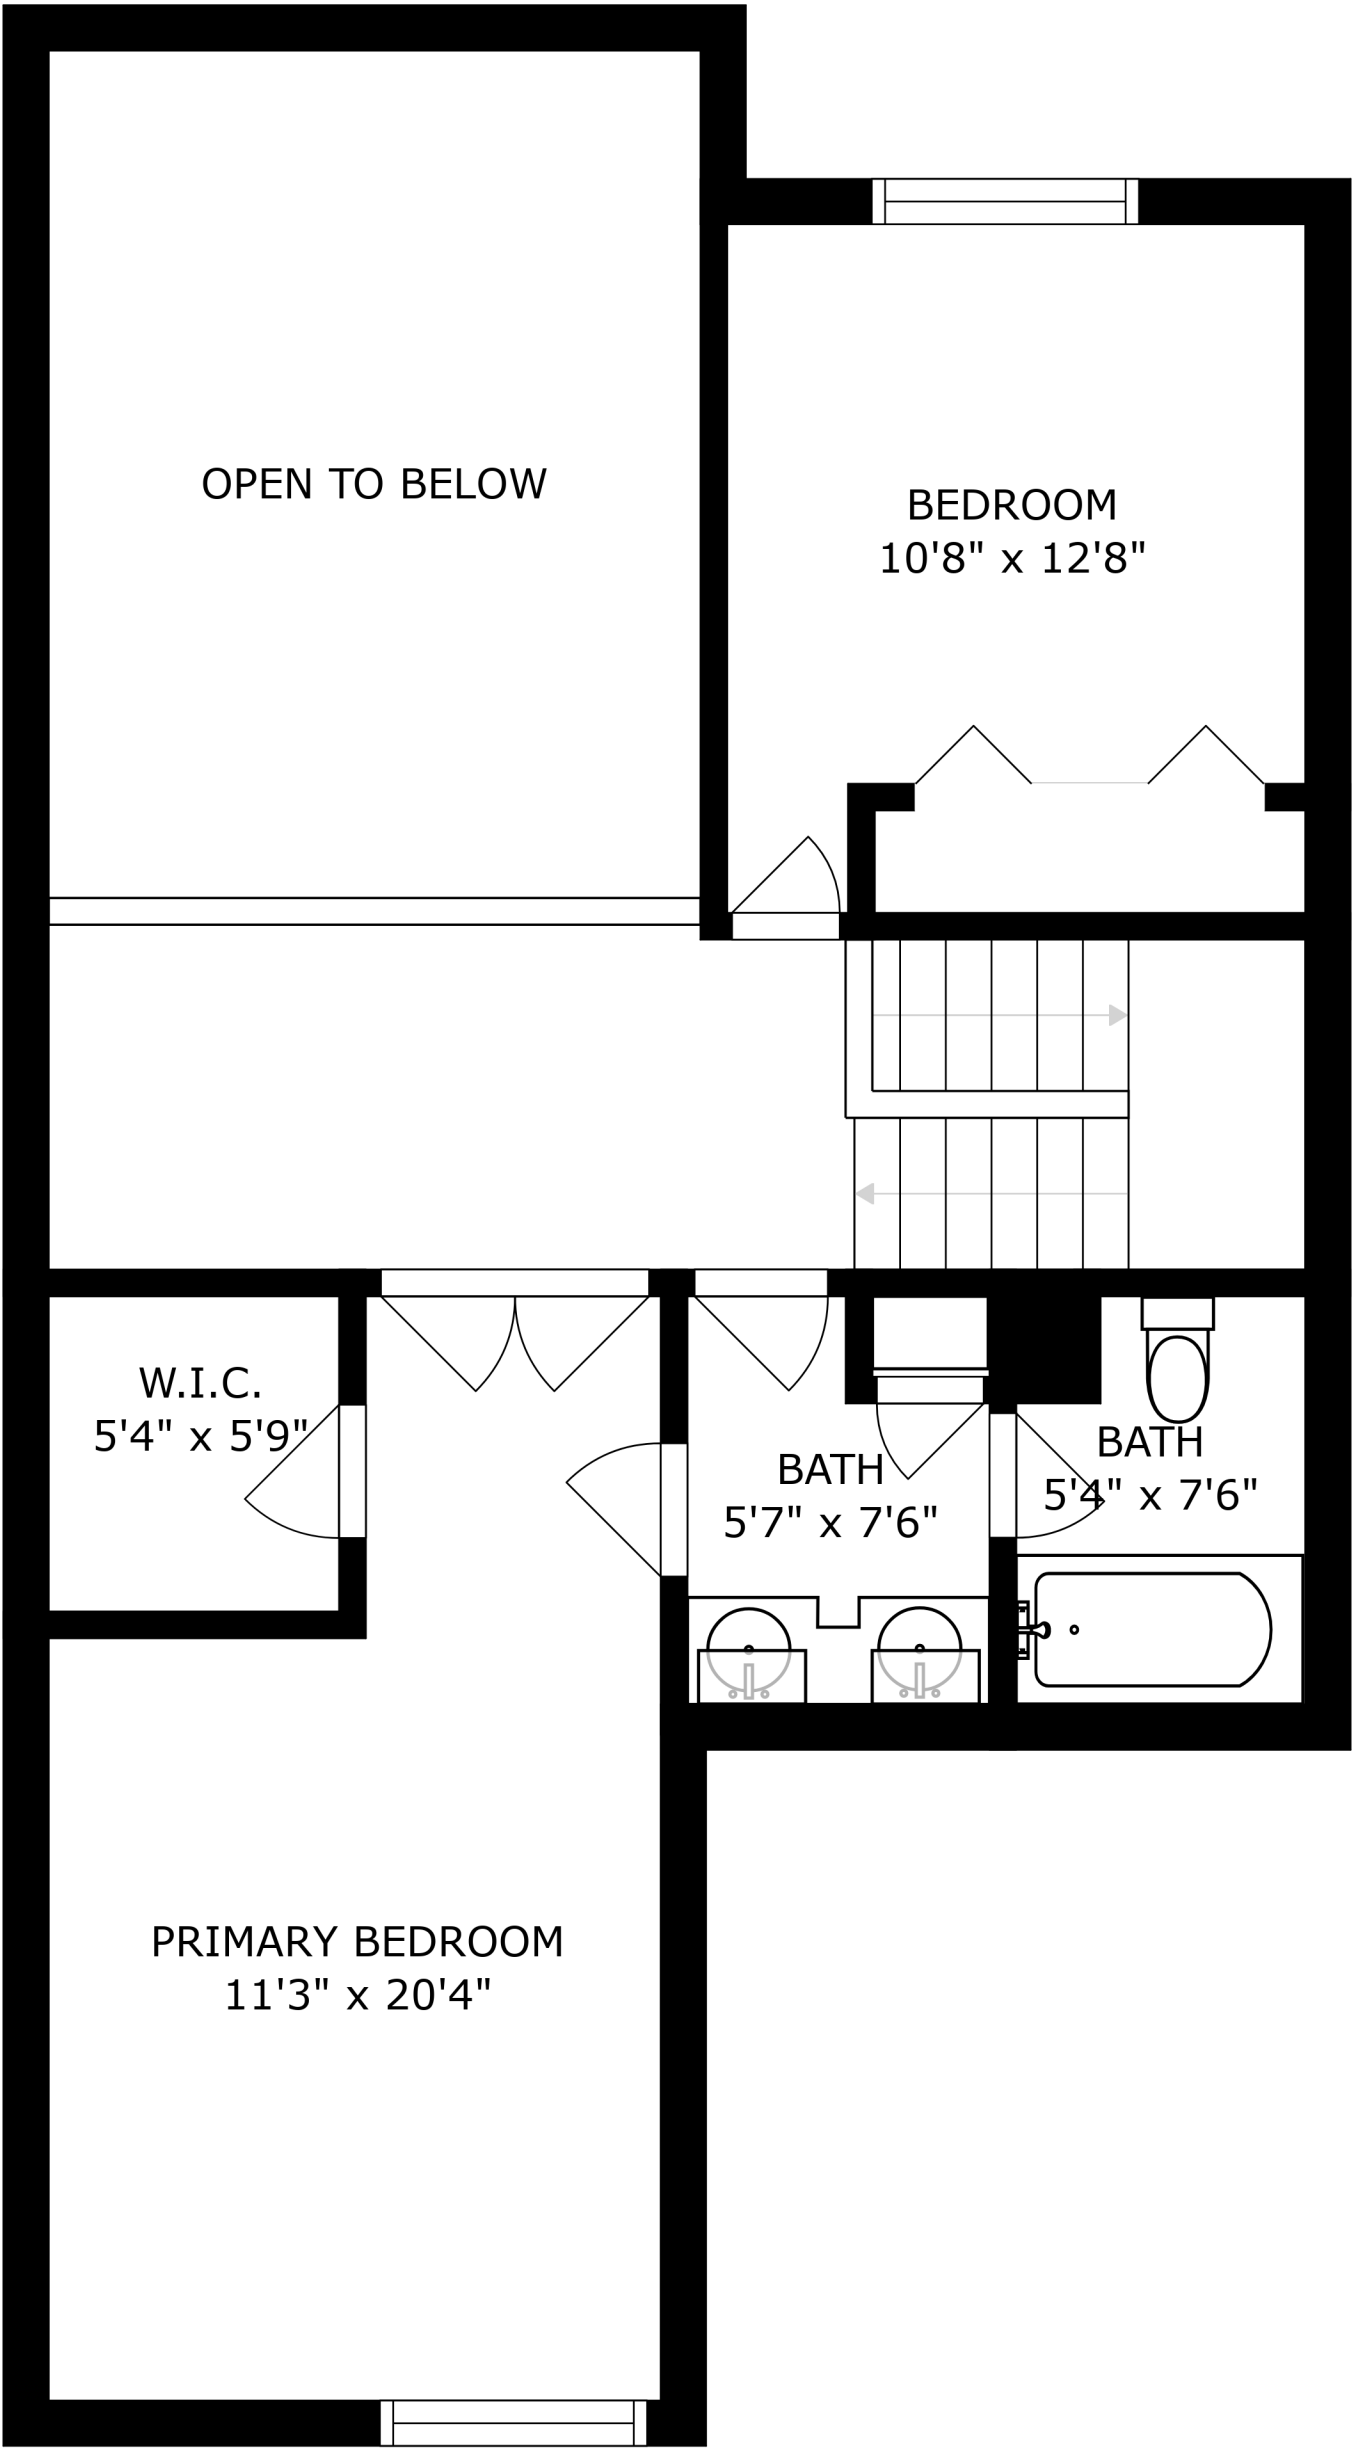 OPEN TO BELOW
BEDROOM
10'8" x 12'8"
W.I.C.
5'4" x 5'9"
BATH
5'7" x 7'6"
BATH
5'4" x 7'6"
PRIMARY BEDROOM
11'3" x 20'4"